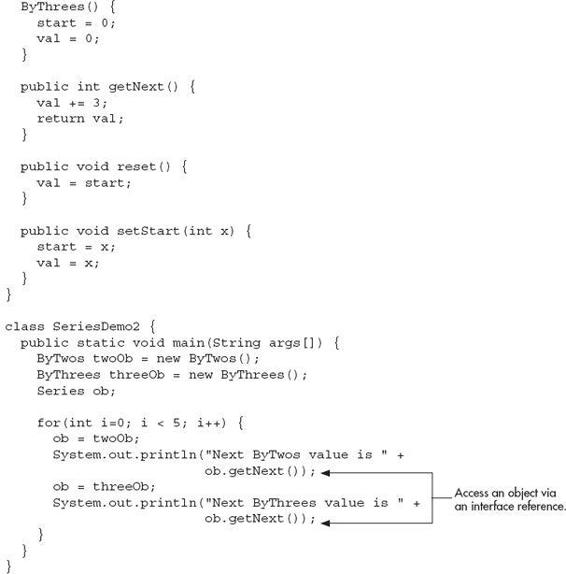 ByThrees() {
start = 0;
val = 0;
}
public int getNext() {
val += 3;
return val;
}
public void reset() {
val = start;
}
public void setStart(int x) {
start = x;
val = x;
}
}
class SeriesDemo2 {
public static void main(String args[]) {
ByTwos twoOb = new ByTwos();
ByThrees threeOb = new ByThrees();
Series ob;
for(int i=0; i < 5; i++) {
ob = twoOb;
System.out.println("Next ByTwos value is " +
ob.getNext());
ob = threeOb;
System.out.println("Next ByThrees value is " +
ob.getNext());
}
}
}
Access an object via
an interface reference.